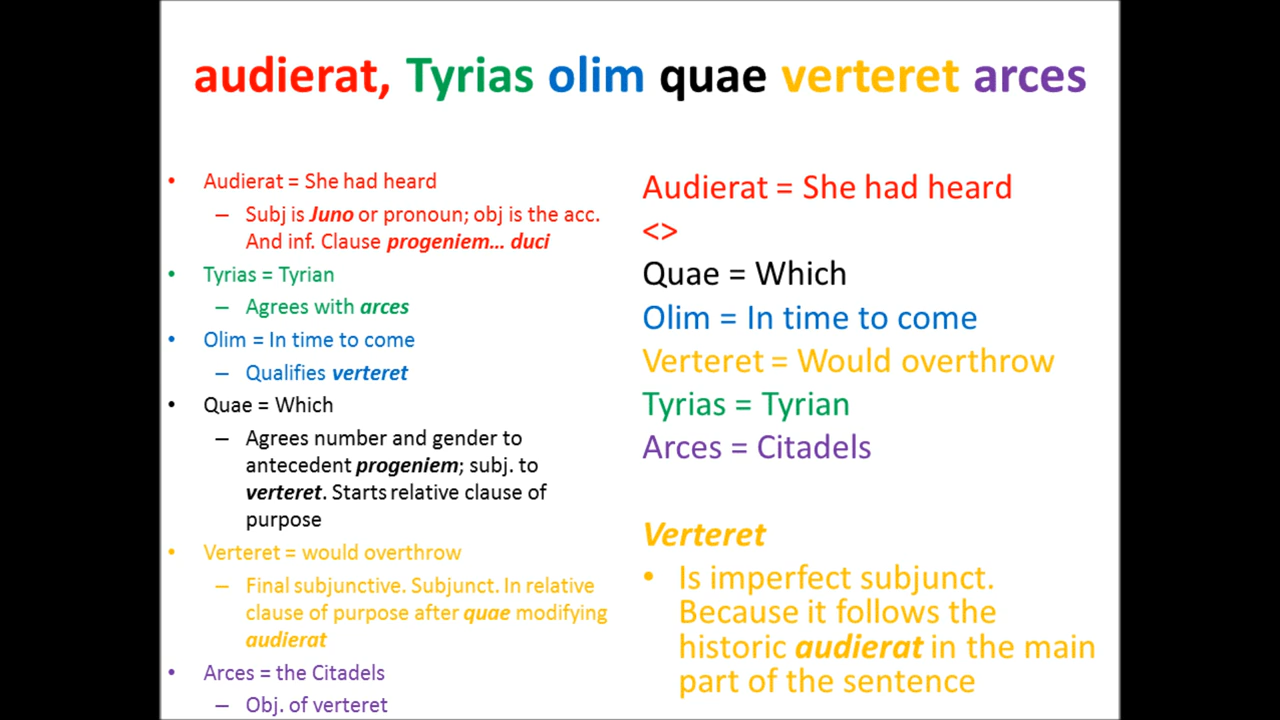 audierat, Tyrias olim quae verteret arces
• Audierat = She had heard
– Subj is Juno or pronoun; obj is the acc.
And inf. Clause progeniem... duci
• Tyrias = Tyrian
– Agrees with arces
• Olim = In time to come
– Qualifies verteret
• Quae = Which
– Agrees number and gender to
antecedent progeniem; subj. to
verteret. Starts relative clause of
purpose
• Verteret = would overthrow
– Final subjunctive. Subjunct. In relative
clause of purpose after quae modifying
audierat
• Arces = the Citadels
– Obj. of verteret
Audierat = She had heard
<>
Quae = Which
Olim = In time to come
Verteret = Would overthrow
Tyrias = Tyrian
Arces = Citadels
Verteret
• Is imperfect subjunct.
Because it follows the
historic audierat in the main
part of the sentence